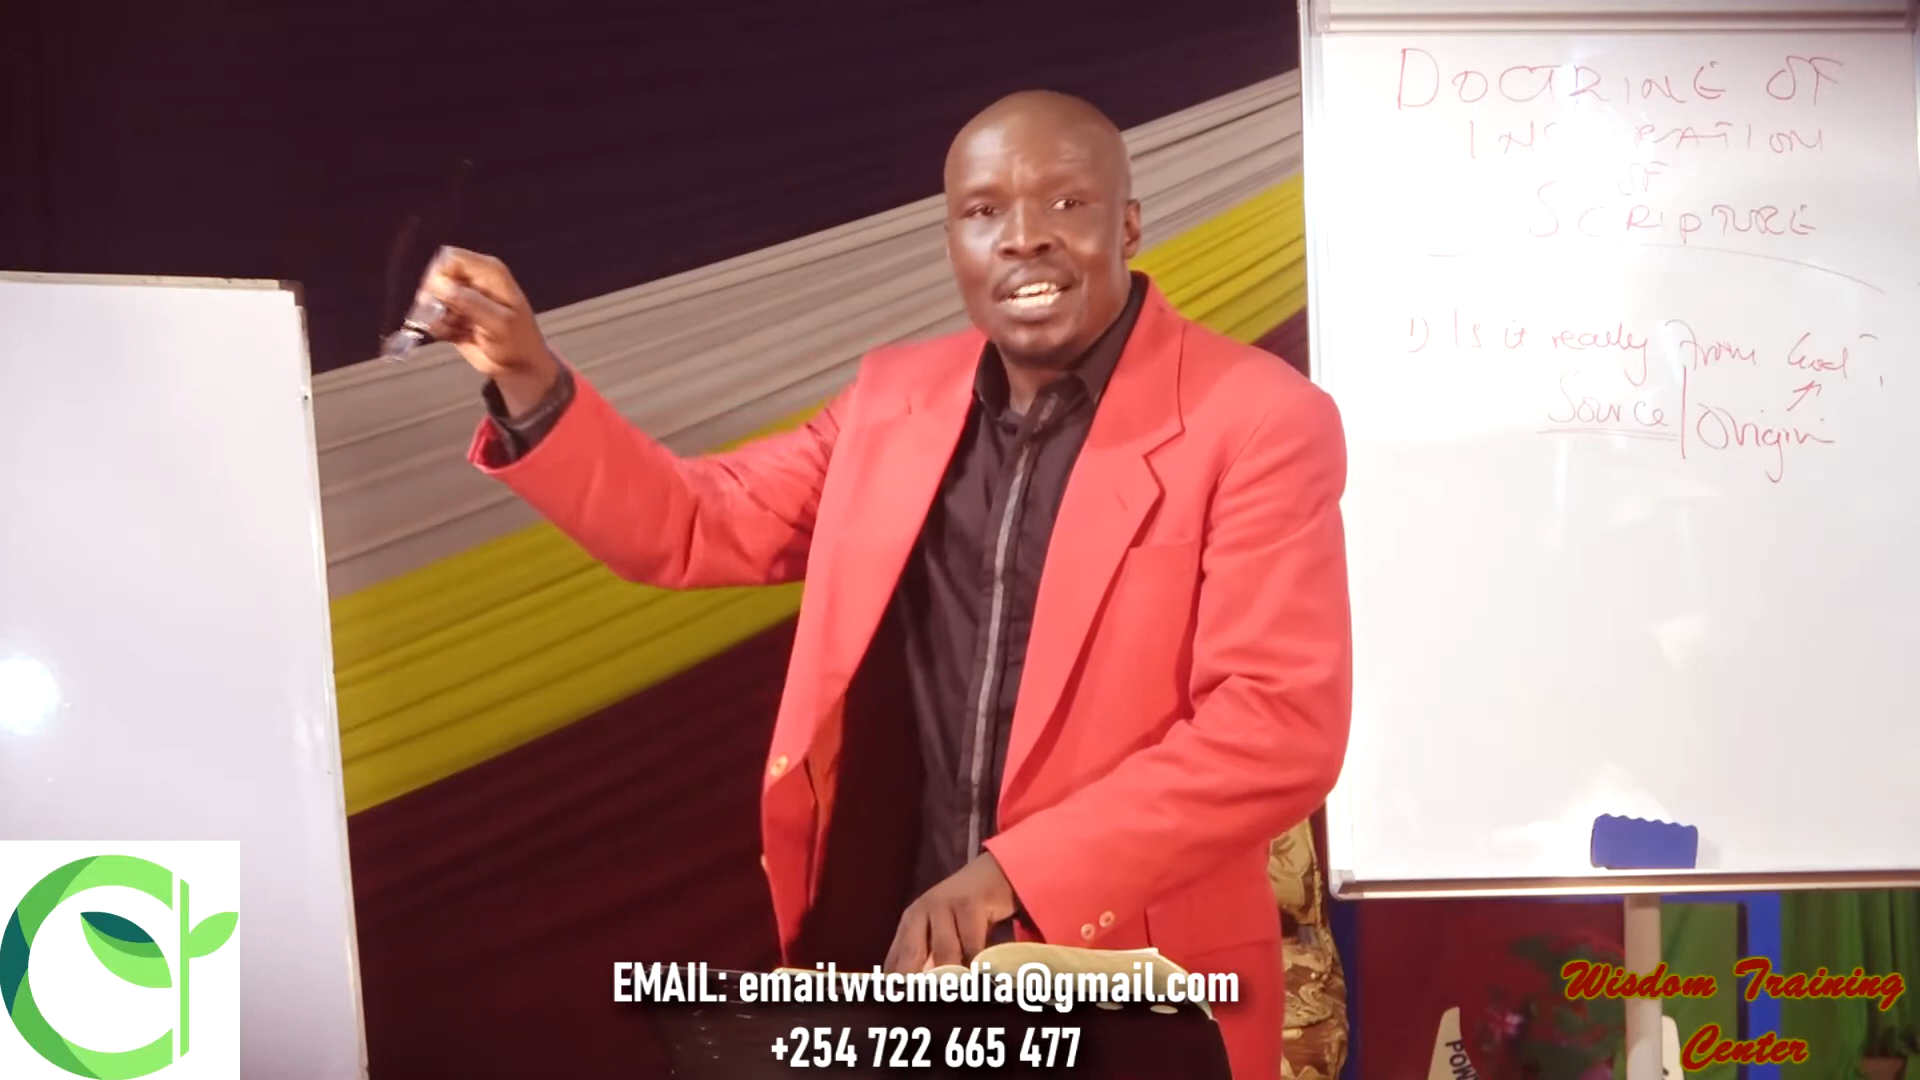 DOCTRINE OF
INSPIRATION
OF
SCRIPTURE
1) Is it really from God?
Source / Origin
EMAIL: emailwtcmedia@gmail.com
+254 722 665 477
Wisdom Training
Center
POM